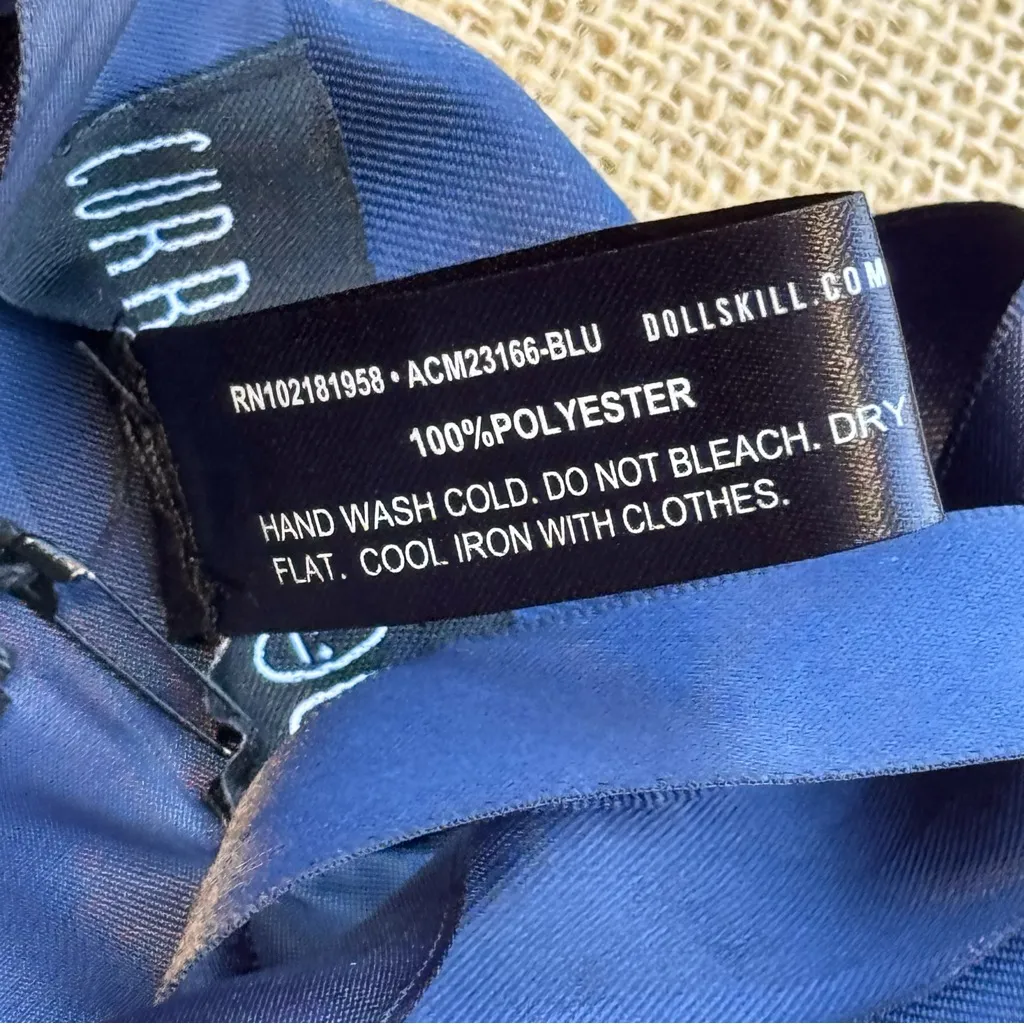 CURR
DOLLSKILL.COM
RN102181958 • ACM23166-BLU
100%POLYESTER
HAND WASH COLD. DO NOT BLEACH. DRY
FLAT. COOL IRON WITH CLOTHES.